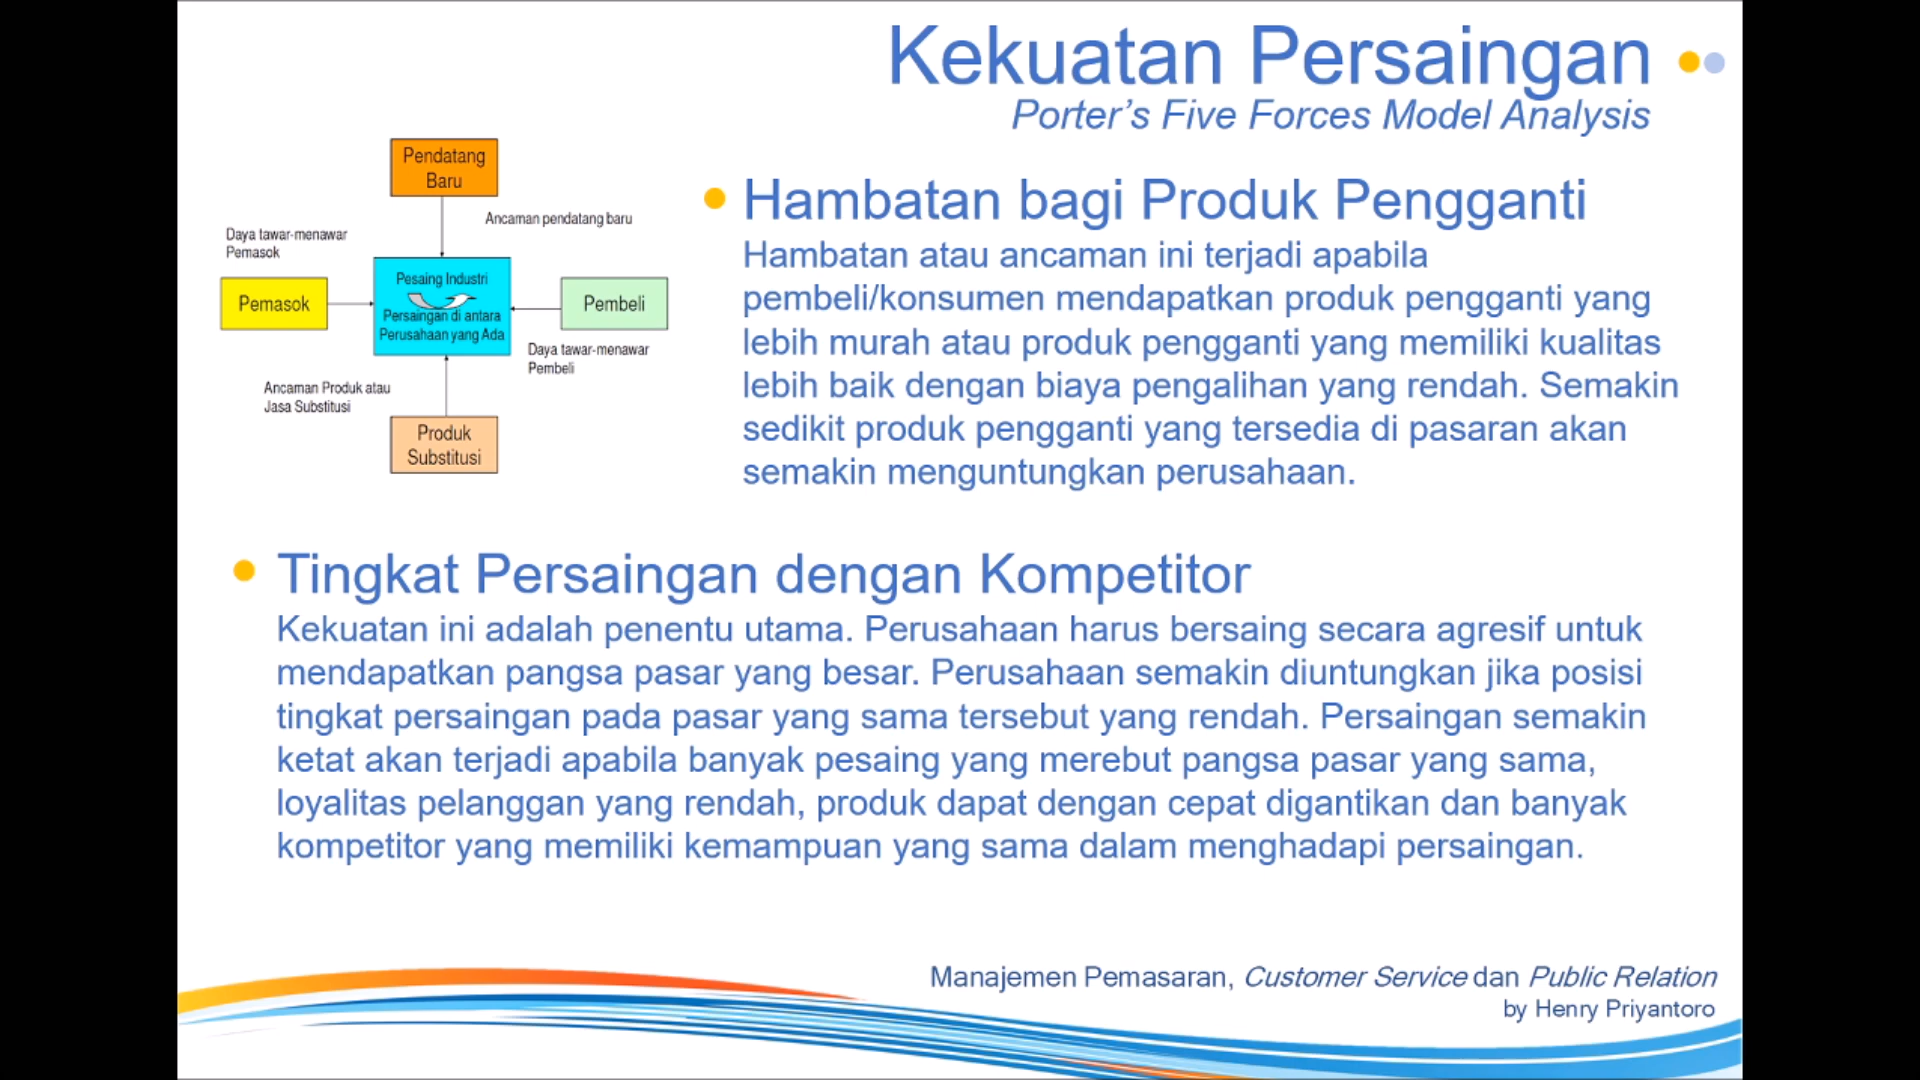 Kekuatan Persaingan
Porter's Five Forces Model Analysis
Pendatang
Baru
Ancaman pendatang baru
Daya tawar-menawar
Pemasok
Pemasok
Pesaing Industri
Persaingan di antara
Perusahaan yang Ada
Pembeli
Daya tawar-menawar
Pembeli
Ancaman Produk atau
Jasa Substitusi
Produk
Substitusi
Hambatan bagi Produk Pengganti
Hambatan atau ancaman ini terjadi apabila
pembeli/konsumen mendapatkan produk pengganti yang
lebih murah atau produk pengganti yang memiliki kualitas
lebih baik dengan biaya pengalihan yang rendah. Semakin
sedikit produk pengganti yang tersedia di pasaran akan
semakin menguntungkan perusahaan.
Tingkat Persaingan dengan Kompetitor
Kekuatan ini adalah penentu utama. Perusahaan harus bersaing secara agresif untuk
mendapatkan pangsa pasar yang besar. Perusahaan semakin diuntungkan jika posisi
tingkat persaingan pada pasar yang sama tersebut yang rendah. Persaingan semakin
ketat akan terjadi apabila banyak pesaing yang merebut pangsa pasar yang sama,
loyalitas pelanggan yang rendah, produk dapat dengan cepat digantikan dan banyak
kompetitor yang memiliki kemampuan yang sama dalam menghadapi persaingan.
Manajemen Pemasaran, Customer Service dan Public Relation
by Henry Priyantoro